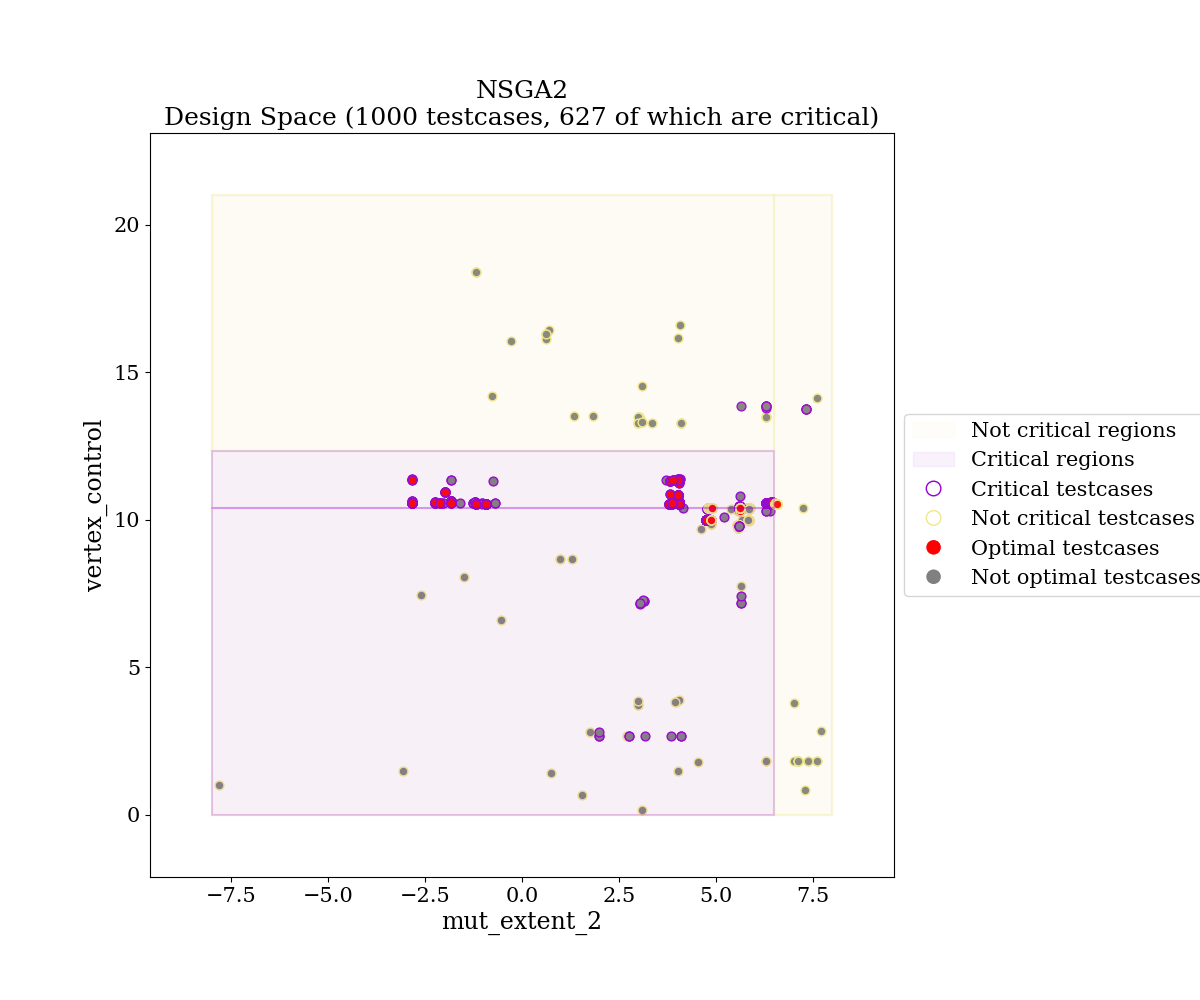 NSGA2
Design Space (1000 testcases, 627 of which are critical)
20
15
10
5
0
vertex_control
−7.5
−5.0
−2.5
0.0
2.5
5.0
7.5
mut_extent_2
Not critical regions
Critical regions
Critical testcases
Not critical testcases
Optimal testcases
Not optimal testcases